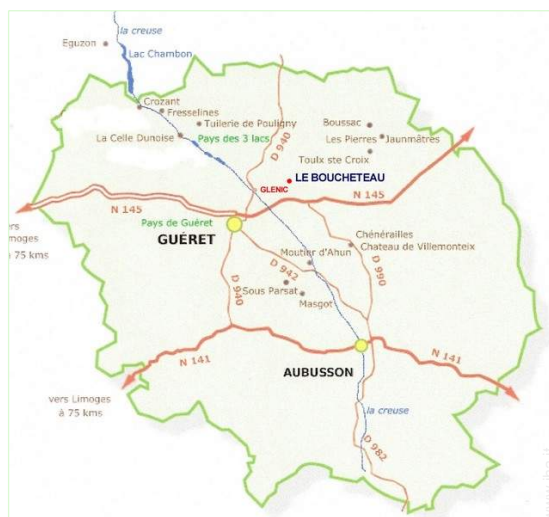 la creuse
Eguzon
Lac Chambon
Crozant
Fresselines
Tuilerie de Pouligny
La Celle Dunoise
Pays des 3 lacs
D 940
Boussac
Les Pierres Jaunmâtres
Toulx ste Croix
LE BOUCHETEAU
GLENIC
N 145
N 145
Pays de Guéret
GUÉRET
vers
Limoges
à 75 kms
Chénérailles
Chateau de Villemonteix
Moutier d'Ahun
D 942
D 990
D 940
Sous Parsat
Masgot
N 141
N 141
AUBUSSON
vers Limoges
à 75 kms
la creuse
D 982